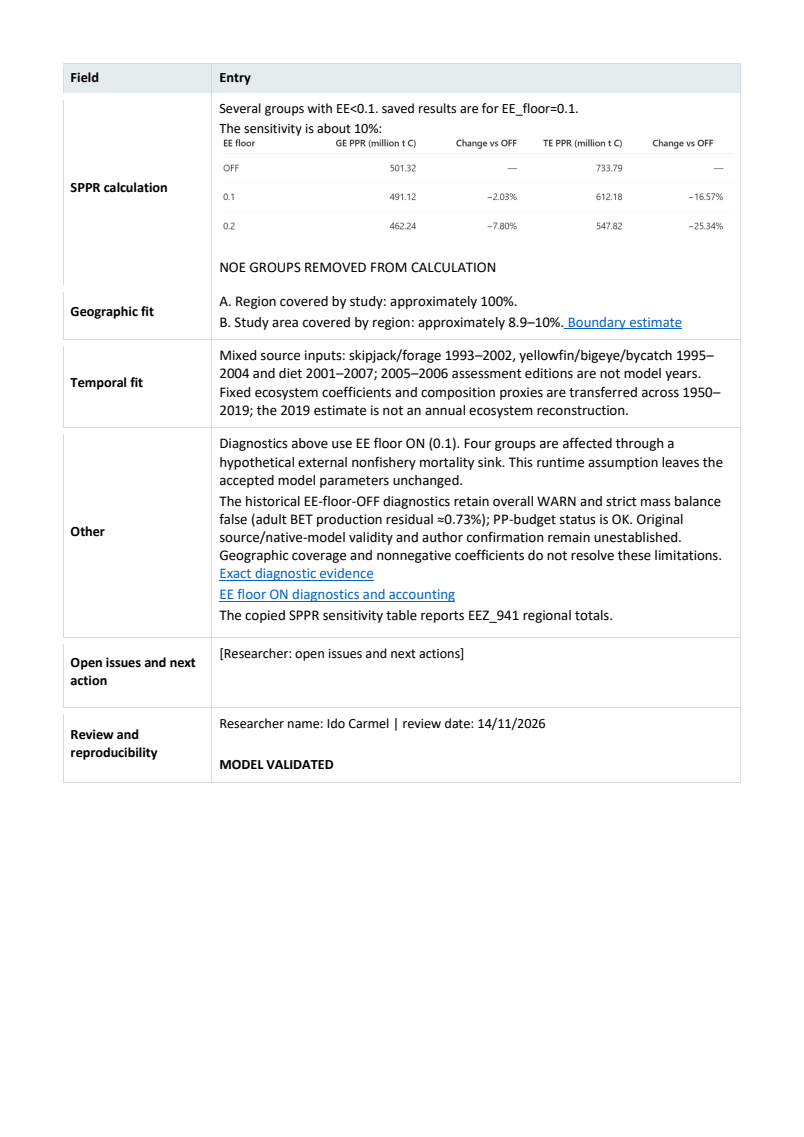 Field Entry
SPPR calculation
Several groups with EE<0.1. saved results are for EE_floor=0.1.
The sensitivity is about 10%:
EE floor GE PPR (million t C) Change vs OFF TE PPR (million t C) Change vs OFF
OFF 501.32 — 733.79 —
0.1 491.12 −2.03% 612.18 −16.57%
0.2 462.24 −7.80% 547.82 −25.34%
NOE GROUPS REMOVED FROM CALCULATION
Geographic fit
A. Region covered by study: approximately 100%.
B. Study area covered by region: approximately 8.9–10%. Boundary estimate
Temporal fit
Mixed source inputs: skipjack/forage 1993–2002, yellowfin/bigeye/bycatch 1995–
2004 and diet 2001–2007; 2005–2006 assessment editions are not model years.
Fixed ecosystem coefficients and composition proxies are transferred across 1950–
2019; the 2019 estimate is not an annual ecosystem reconstruction.
Other
Diagnostics above use EE floor ON (0.1). Four groups are affected through a
hypothetical external nonfishery mortality sink. This runtime assumption leaves the
accepted model parameters unchanged.
The historical EE-floor-OFF diagnostics retain overall WARN and strict mass balance
false (adult BET production residual ≈0.73%); PP-budget status is OK. Original
source/native-model validity and author confirmation remain unestablished.
Geographic coverage and nonnegative coefficients do not resolve these limitations.
Exact diagnostic evidence
EE floor ON diagnostics and accounting
The copied SPPR sensitivity table reports EEZ_941 regional totals.
Open issues and next
action
[Researcher: open issues and next actions]
Review and
reproducibility
Researcher name: Ido Carmel | review date: 14/11/2026
MODEL VALIDATED